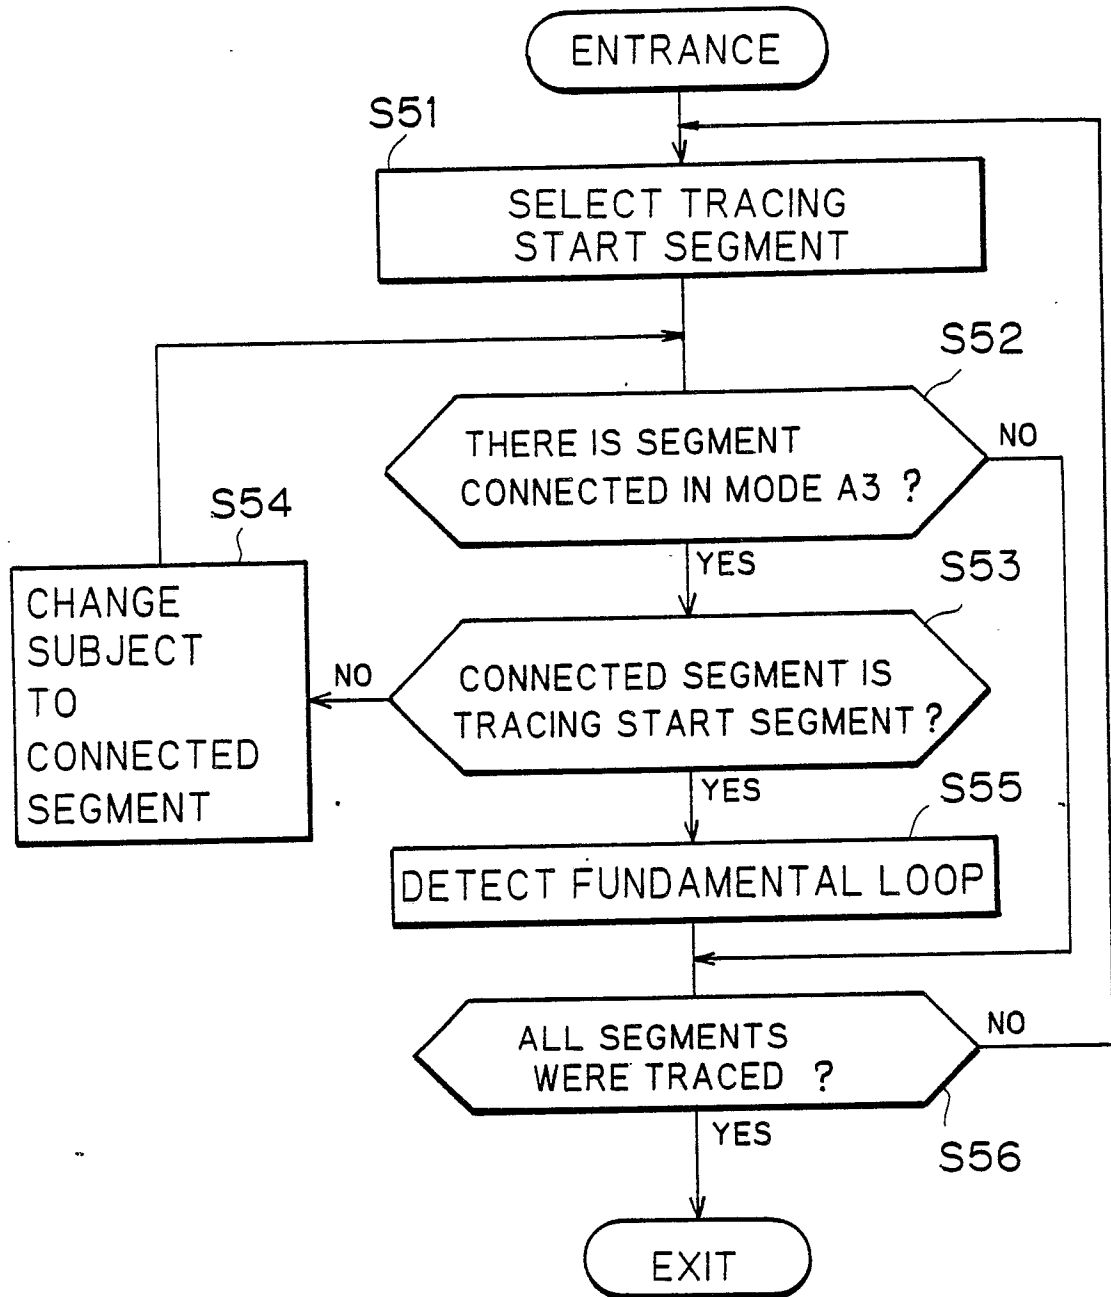 ENTRANCE
S51
SELECT TRACING
START SEGMENT
S52
THERE IS SEGMENT
CONNECTED IN MODE A3 ?
NO
YES
S54
CHANGE
SUBJECT
TO
CONNECTED
SEGMENT
S53
CONNECTED SEGMENT IS
TRACING START SEGMENT ?
NO
YES
S55
DETECT FUNDAMENTAL LOOP
ALL SEGMENTS
WERE TRACED ?
NO
YES
S56
EXIT